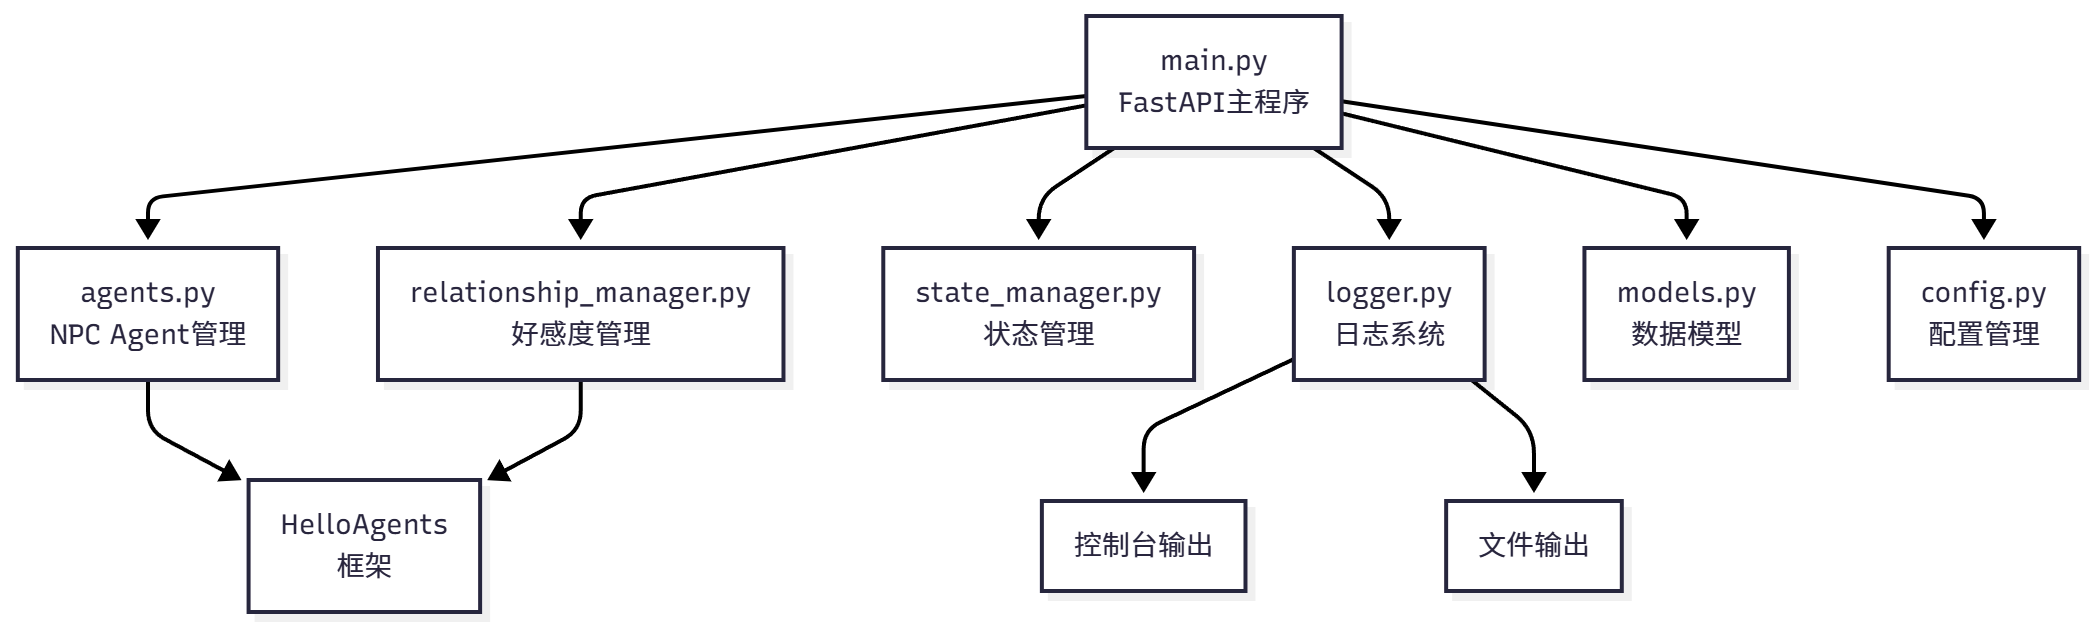 main.py
FastAPI主程序
agents.py
NPC Agent管理
relationship_manager.py
好感度管理
state_manager.py
状态管理
logger.py
日志系统
models.py
数据模型
config.py
配置管理
HelloAgents
框架
控制台输出
文件输出